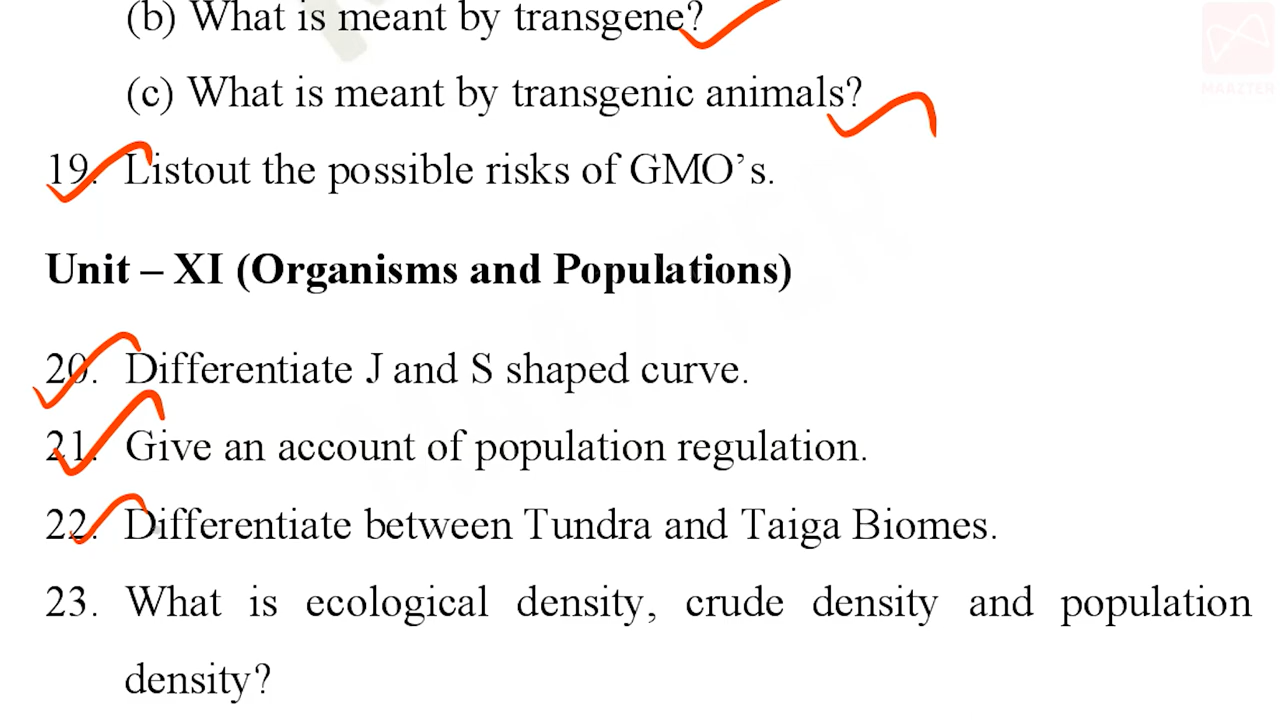 (b) What is meant by transgene?
MARZTER
(c) What is meant by transgenic animals?
19. Listout the possible risks of GMO’s.
Unit – XI (Organisms and Populations)
20. Differentiate J and S shaped curve.
21. Give an account of population regulation.
22. Differentiate between Tundra and Taiga Biomes.
23. What is ecological density, crude density and population
density?